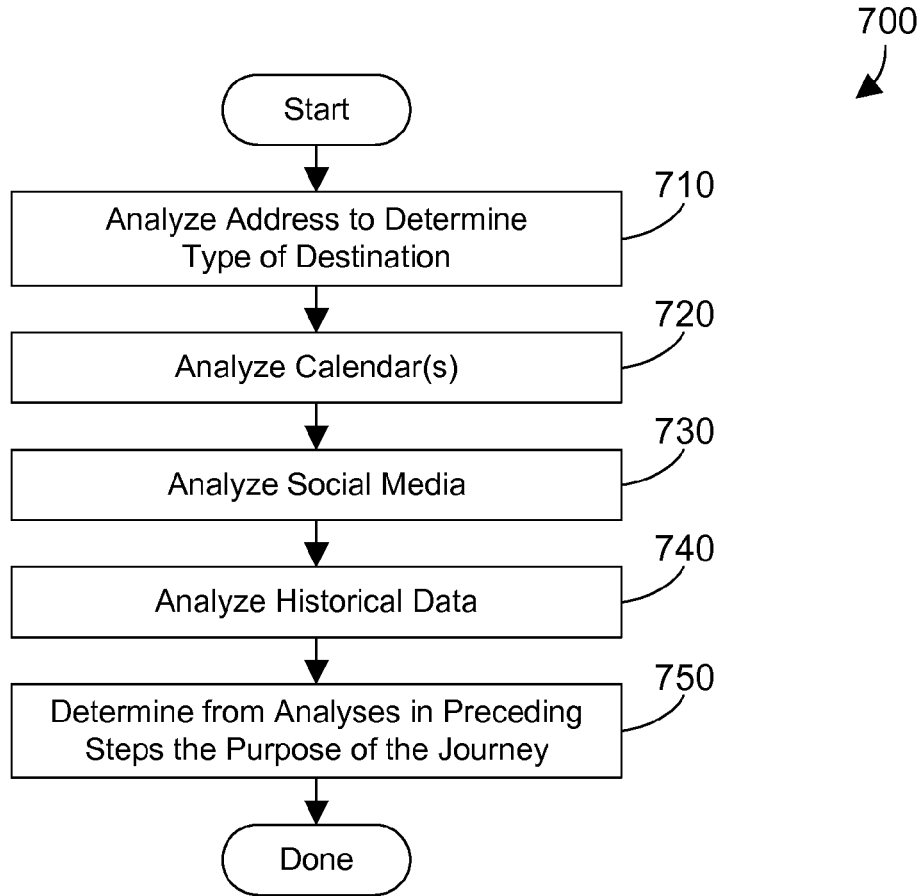 700
Start
710
Analyze Address to Determine
Type of Destination
720
Analyze Calendar(s)
730
Analyze Social Media
740
Analyze Historical Data
750
Determine from Analyses in Preceding
Steps the Purpose of the Journey
Done